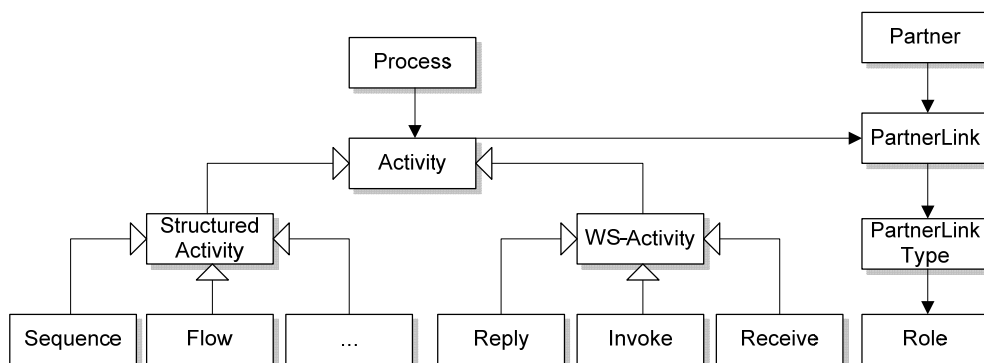 Partner
Process
PartnerLink
Activity
Structured
Activity
WS-Activity
PartnerLink
Type
Sequence
Flow
...
Reply
Invoke
Receive
Role